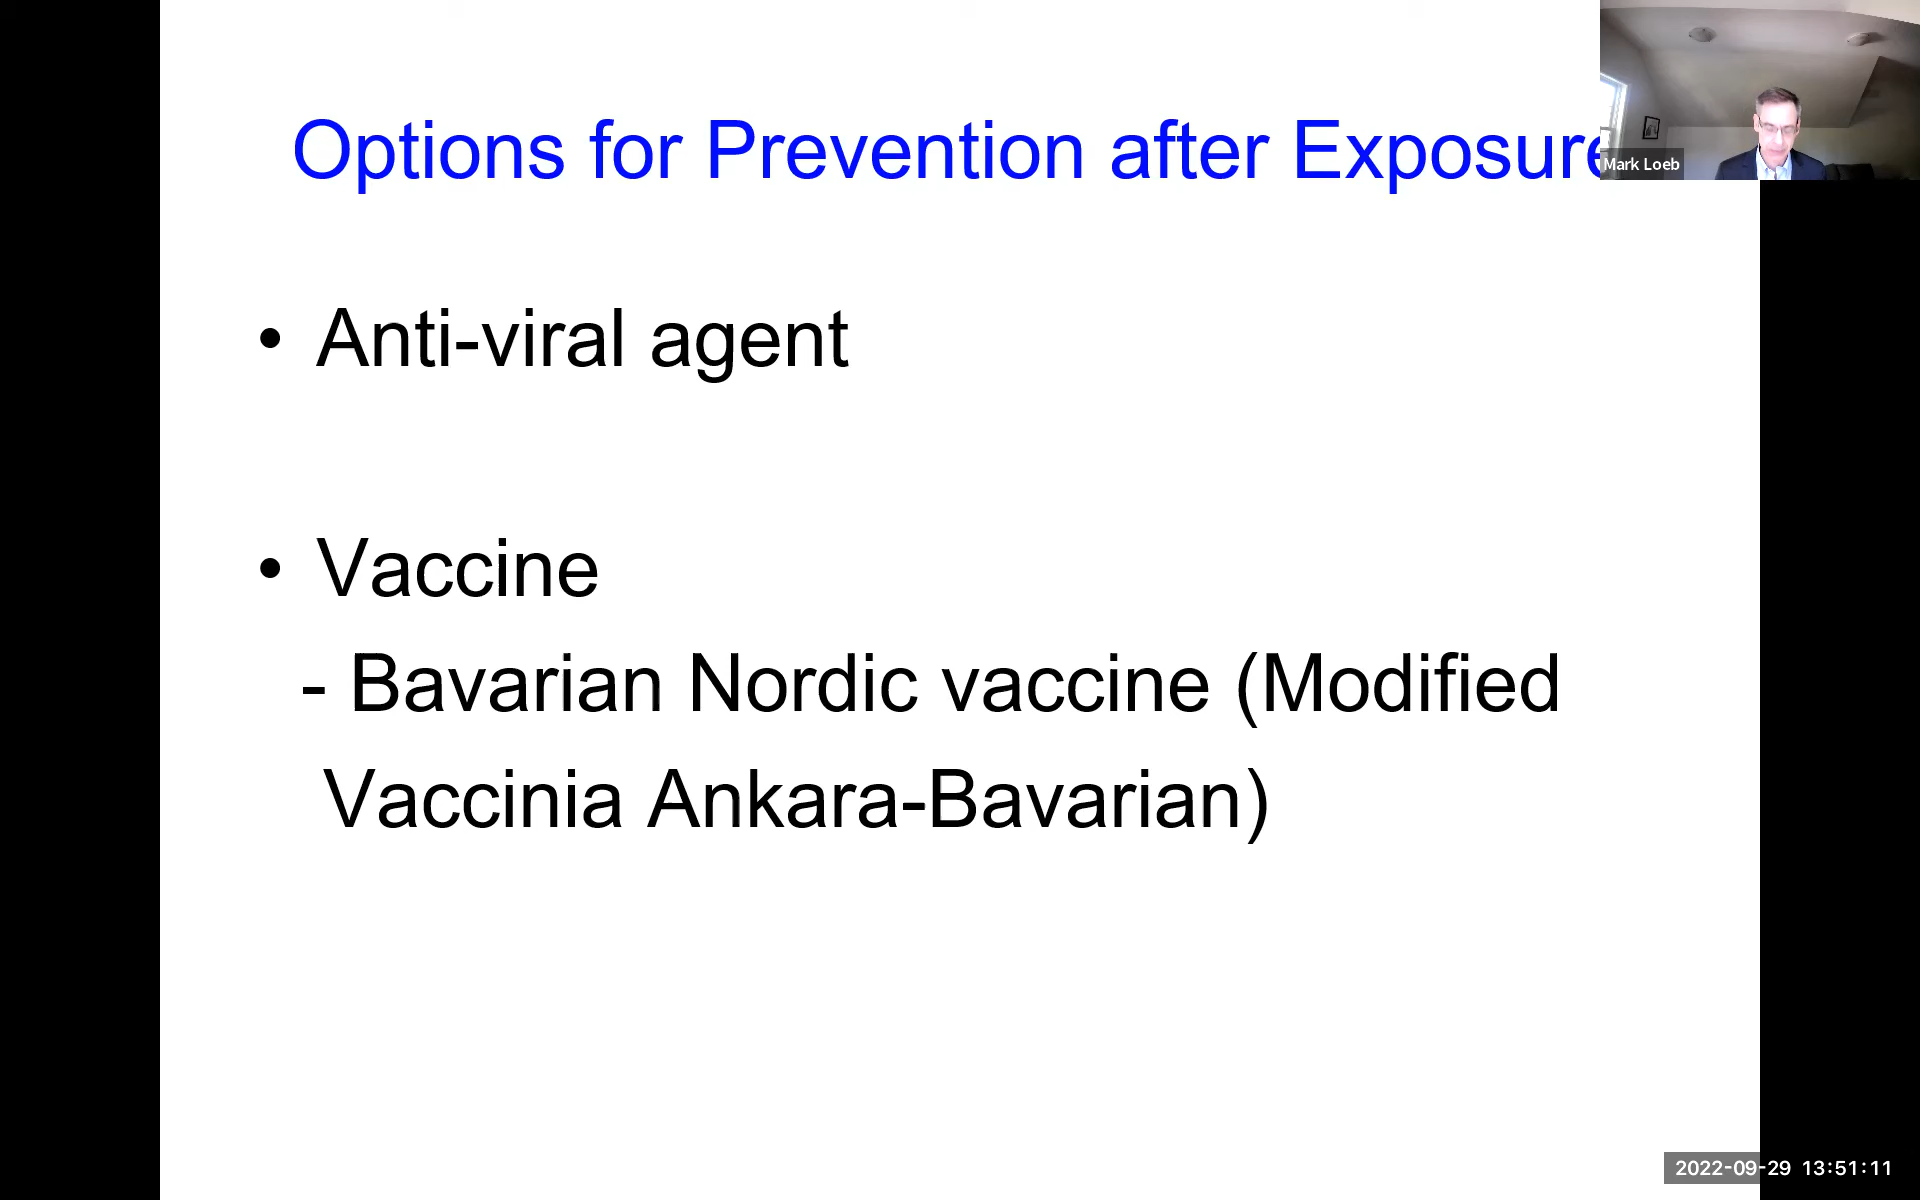 Options for Prevention after Exposure
Mark Loeb
• Anti-viral agent
• Vaccine
- Bavarian Nordic vaccine (Modified
Vaccinia Ankara-Bavarian)
2022-09-29 13:51:11